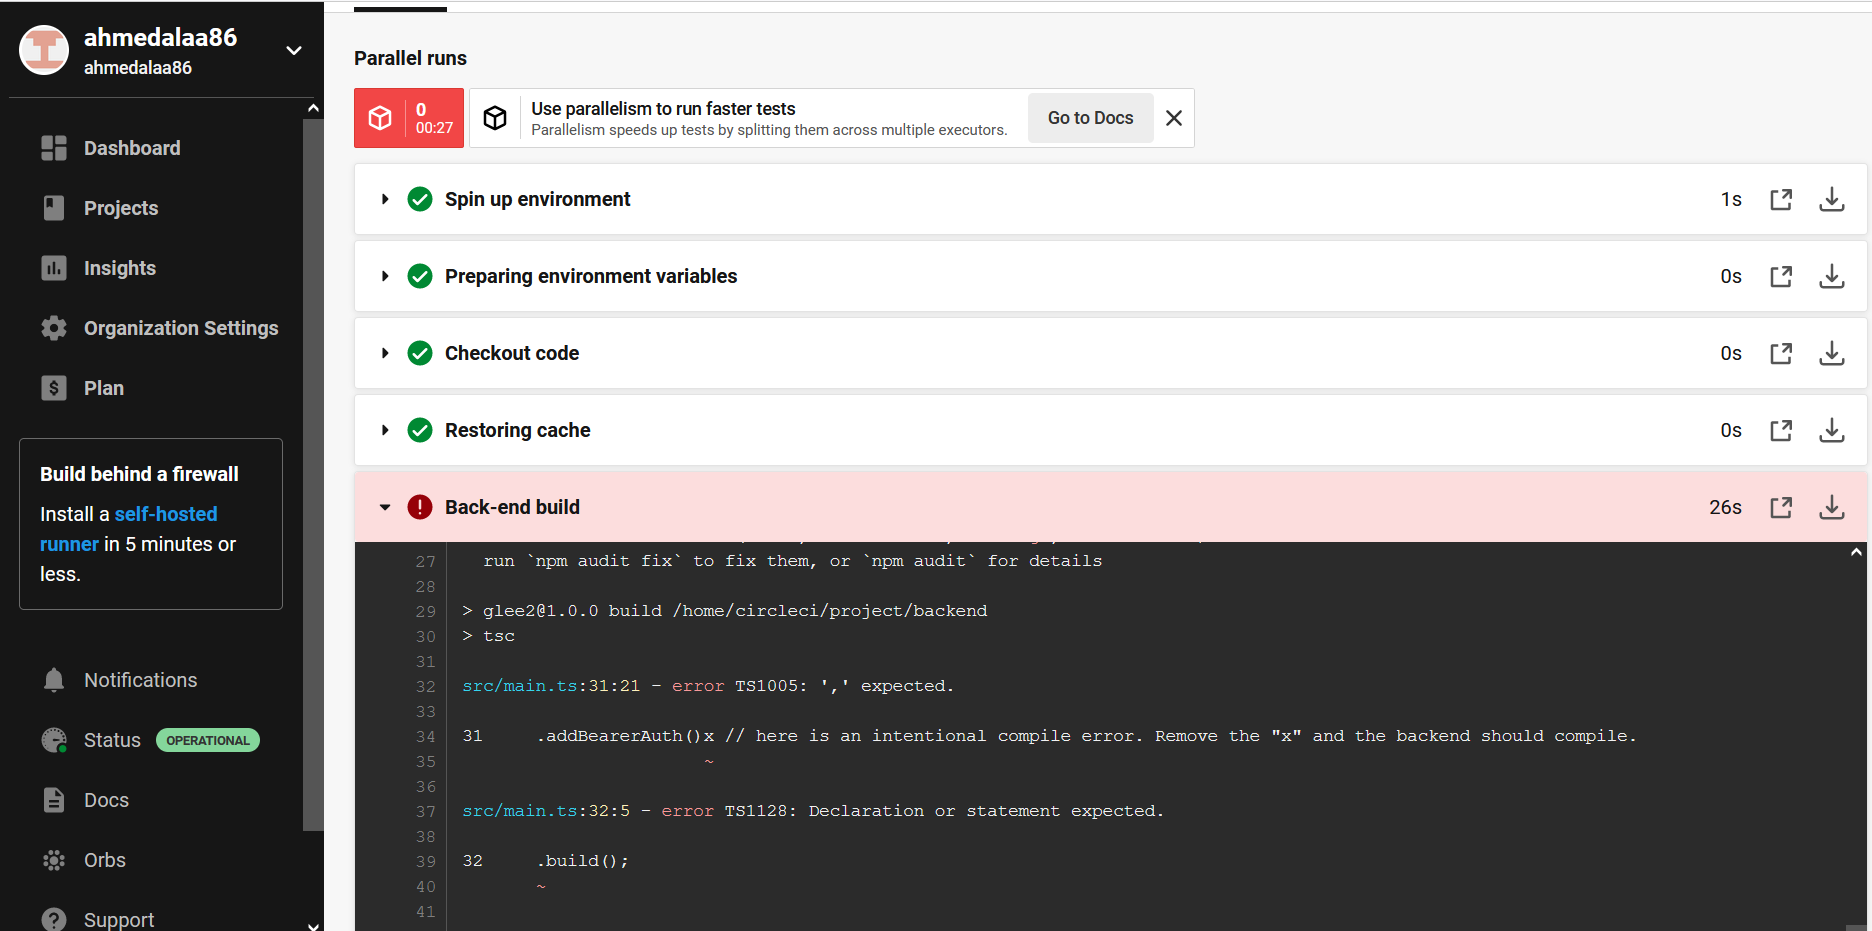 ahmedalaa86
ahmedalaa86
Dashboard
Projects
Insights
Organization Settings
Plan
Build behind a firewall
Install a self-hosted
runner in 5 minutes or
less.
Notifications
Status OPERATIONAL
Docs
Orbs
Support
Parallel runs
0
00:27
Use parallelism to run faster tests
Parallelism speeds up tests by splitting them across multiple executors.
Go to Docs
Spin up environment 1s
Preparing environment variables 0s
Checkout code 0s
Restoring cache 0s
Back-end build 26s
27 run `npm audit fix` to fix them, or `npm audit` for details
28
29 > glee2@1.0.0 build /home/circleci/project/backend
30 > tsc
31
32 src/main.ts:31:21 - error TS1005: ',' expected.
33
34 31 .addBearerAuth()x // here is an intentional compile error. Remove the "x" and the backend should compile.
35 ~
36
37 src/main.ts:32:5 - error TS1128: Declaration or statement expected.
38
39 32 .build();
40 ~
41